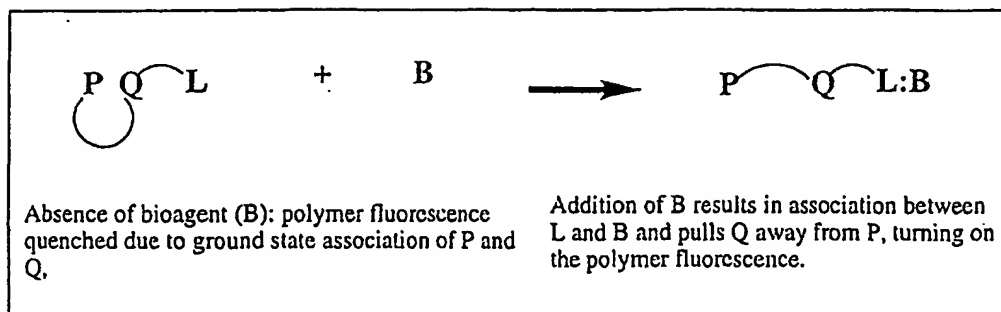 P Q L + B P Q L:B
Absence of bioagent (B): polymer fluorescence
quenched due to ground state association of P and
Q,
Addition of B results in association between
L and B and pulls Q away from P, turning on
the polymer fluorescence.